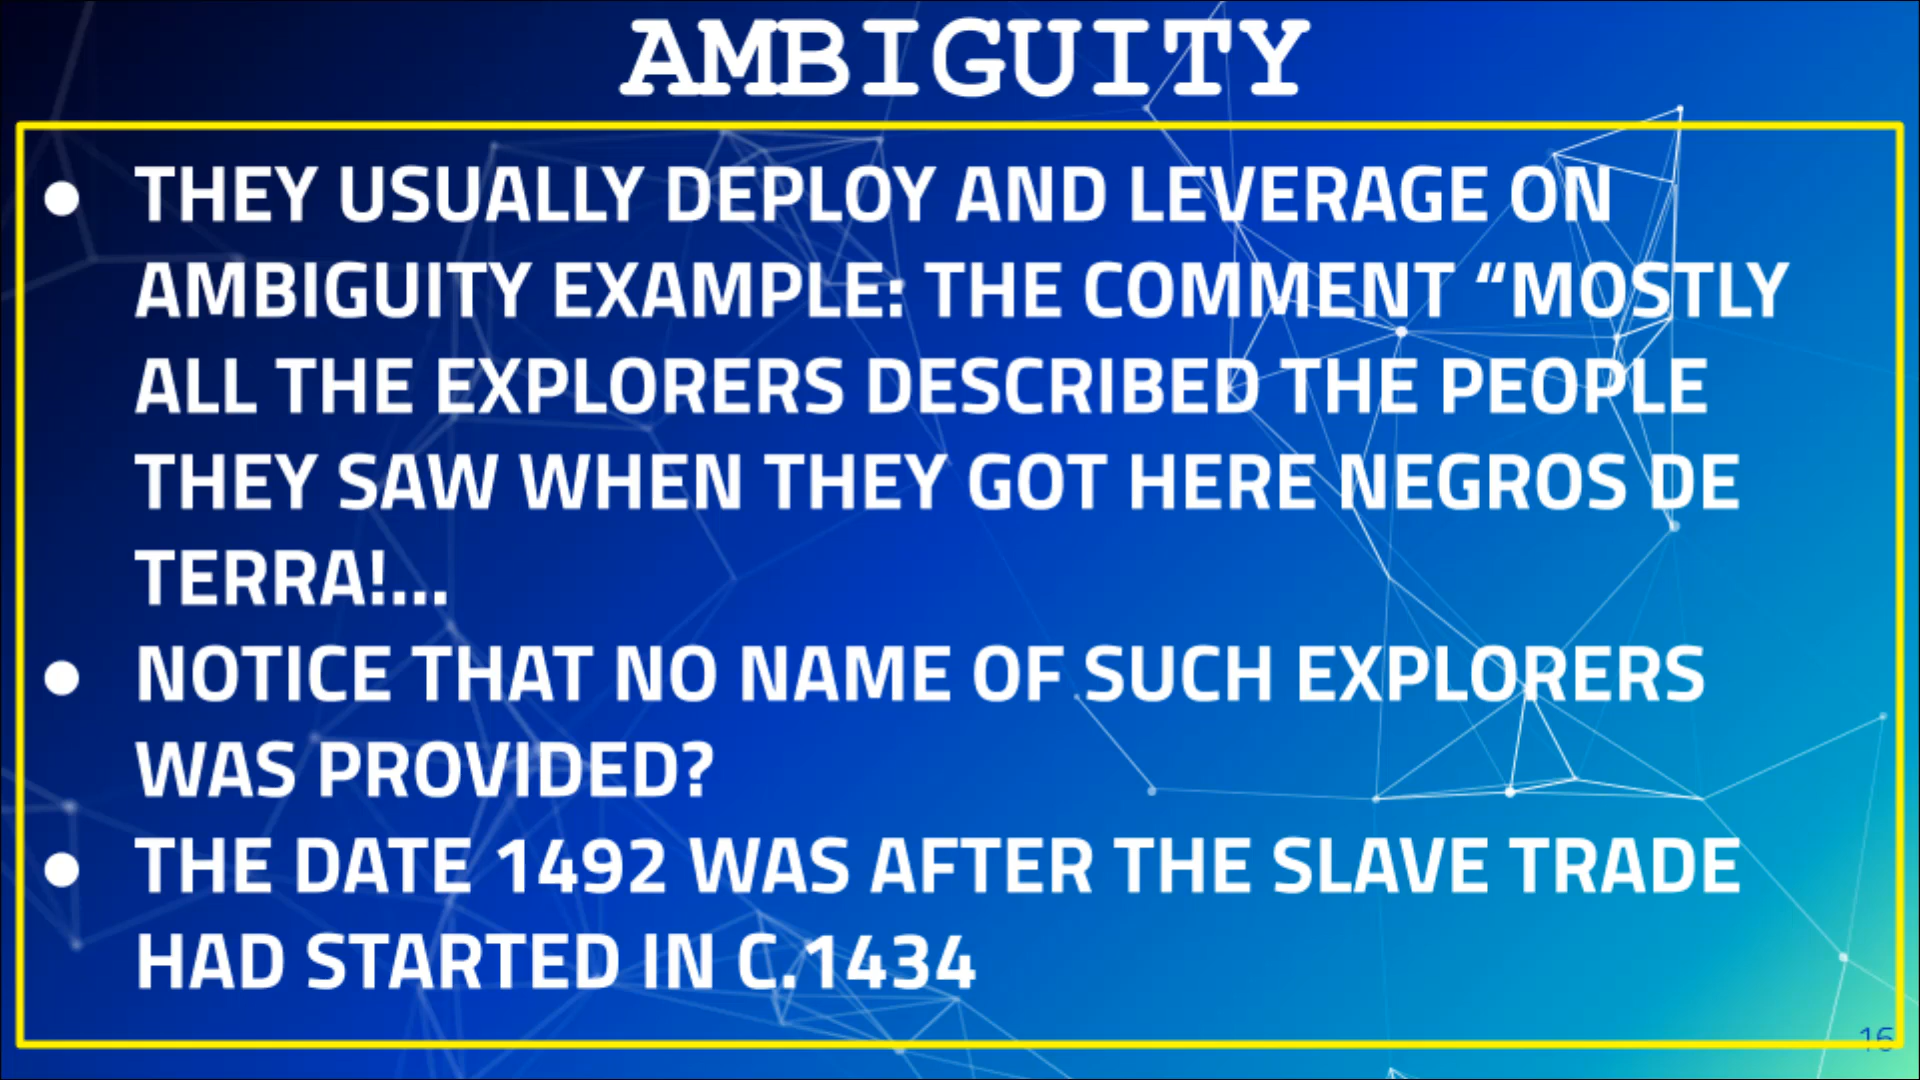 AMBIGUITY
● THEY USUALLY DEPLOY AND LEVERAGE ON
AMBIGUITY EXAMPLE: THE COMMENT “MOSTLY
ALL THE EXPLORERS DESCRIBED THE PEOPLE
THEY SAW WHEN THEY GOT HERE NEGROS DE
TERRA!...
● NOTICE THAT NO NAME OF SUCH EXPLORERS
WAS PROVIDED?
● THE DATE 1492 WAS AFTER THE SLAVE TRADE
HAD STARTED IN C.1434
16